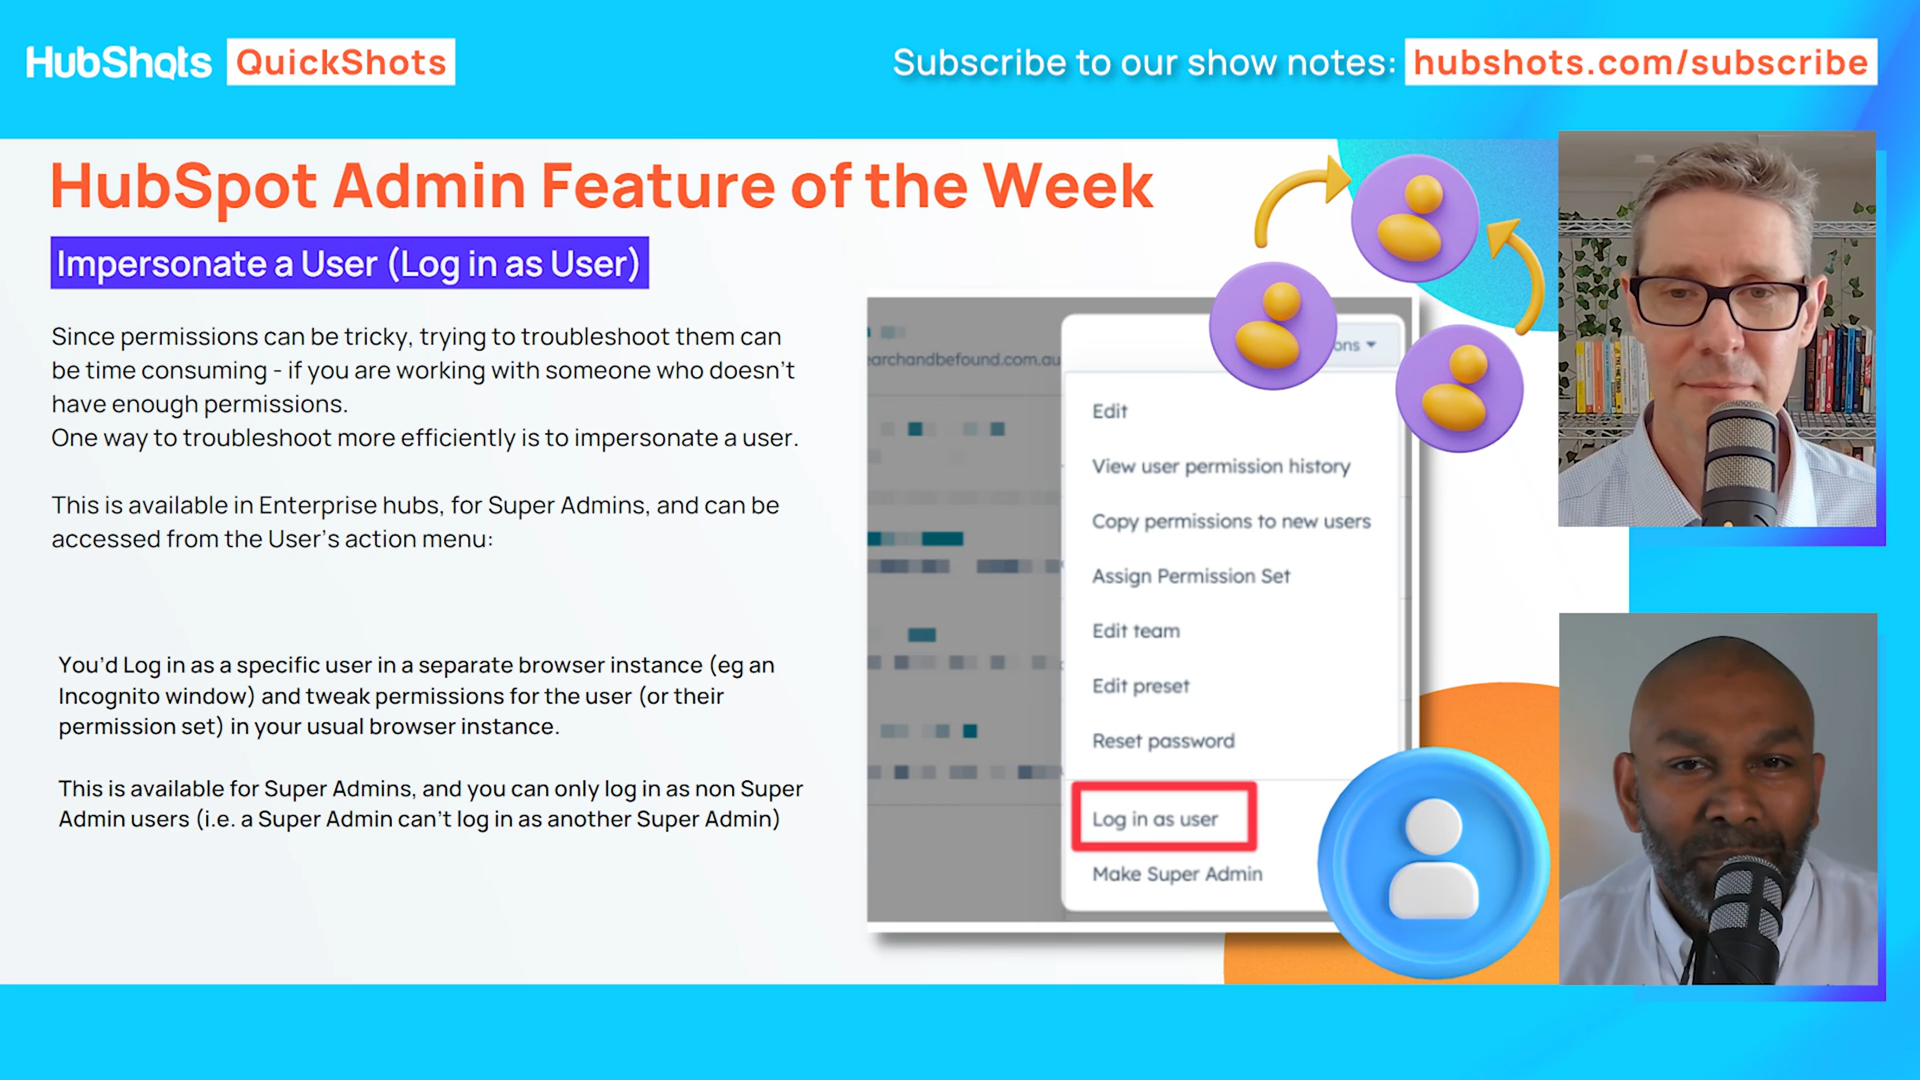 HubShots QuickShots
Subscribe to our show notes: hubshots.com/subscribe
HubSpot Admin Feature of the Week
Impersonate a User (Log in as User)
Since permissions can be tricky, trying to troubleshoot them can
be time consuming - if you are working with someone who doesn't
have enough permissions.
One way to troubleshoot more efficiently is to impersonate a user.
This is available in Enterprise hubs, for Super Admins, and can be
accessed from the User's action menu:
You'd Log in as a specific user in a separate browser instance (eg an
Incognito window) and tweak permissions for the user (or their
permission set) in your usual browser instance.
This is available for Super Admins, and you can only log in as non Super
Admin users (i.e. a Super Admin can't log in as another Super Admin)
earchandbefound.com.au
ons
Edit
View user permission history
Copy permissions to new users
Assign Permission Set
Edit team
Edit preset
Reset password
Log in as user
Make Super Admin